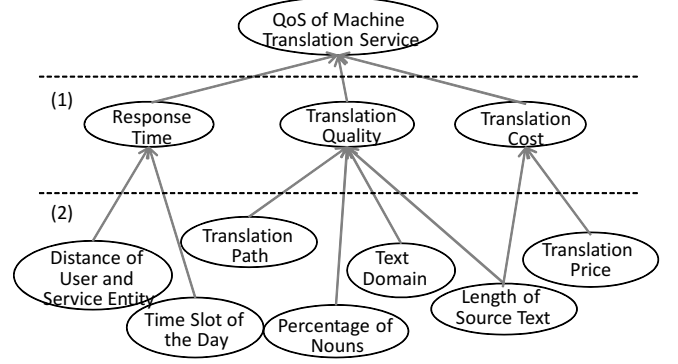 QoS of Machine
Translation Service
(1)
Response
Time
Translation
Quality
Translation
Cost
(2)
Distance of
User and
Service Entity
Translation
Path
Text
Domain
Translation
Price
Time Slot of
the Day
Percentage of
Nouns
Length of
Source Text